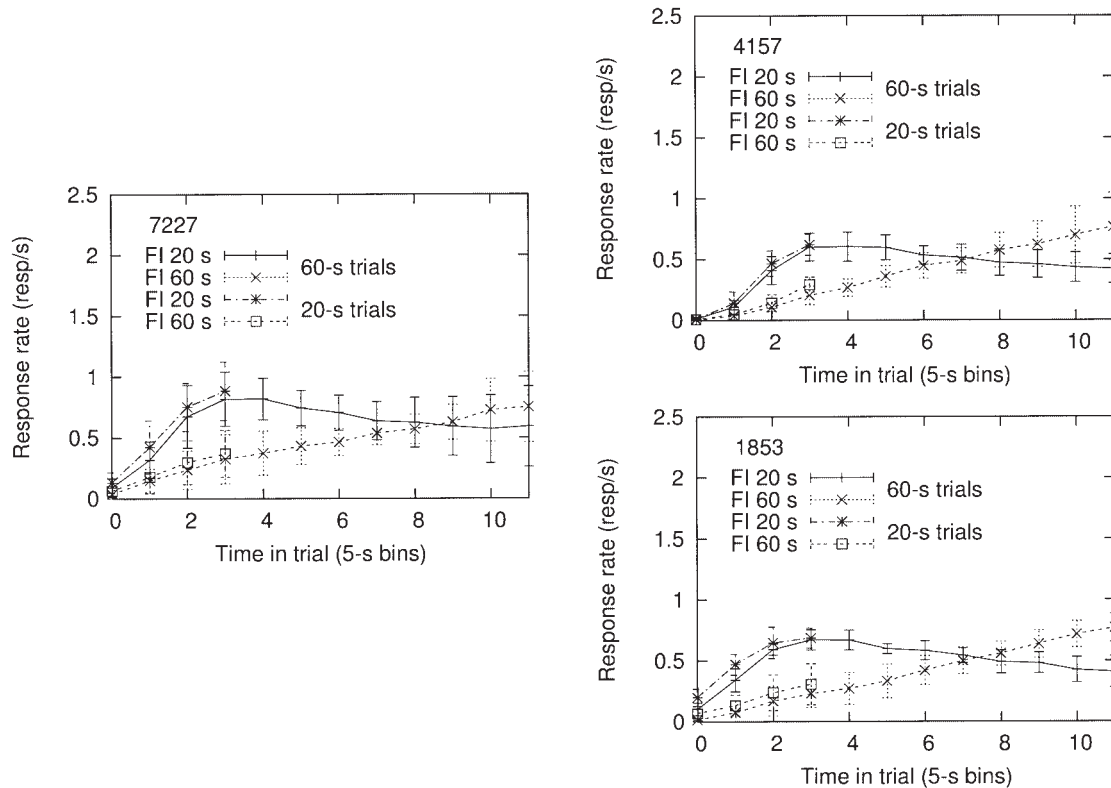 7227
FI 20 s
FI 60 s
60-s trials
FI 20 s
FI 60 s
20-s trials
2.5
2
1.5
1
0.5
0
Response rate (resp/s)
0 2 4 6 8 10
Time in trial (5-s bins)
4157
FI 20 s
FI 60 s
60-s trials
FI 20 s
FI 60 s
20-s trials
2.5
2
1.5
1
0.5
0
Response rate (resp/s)
0 2 4 6 8 10
Time in trial (5-s bins)
1853
FI 20 s
FI 60 s
60-s trials
FI 20 s
FI 60 s
20-s trials
2.5
2
1.5
1
0.5
0
Response rate (resp/s)
0 2 4 6 8 10
Time in trial (5-s bins)